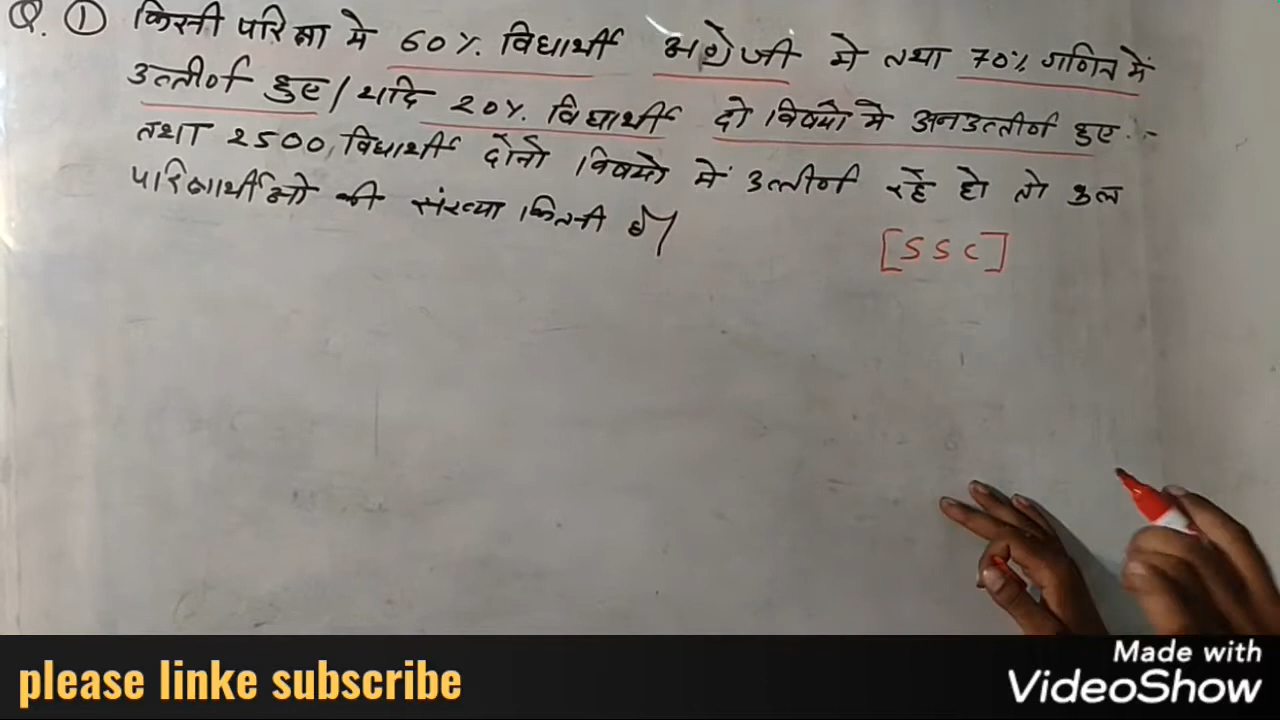 Q. ① किसी परिक्षा मे 60%. विधार्थी अग्रेजी मे तथा 70% गणित में
उत्तीर्ण हुए / यदि 20%. विधार्थी दो विषयो मे अनउत्तीर्ण हुए.-
तथा 2500, विधार्थी दोनो विषयो में उत्तीर्ण रहें हो तो कुल
परिक्षार्थीओ की संख्या कितनी है/
[SSC]
please linke subscribe
Made with
VideoShow